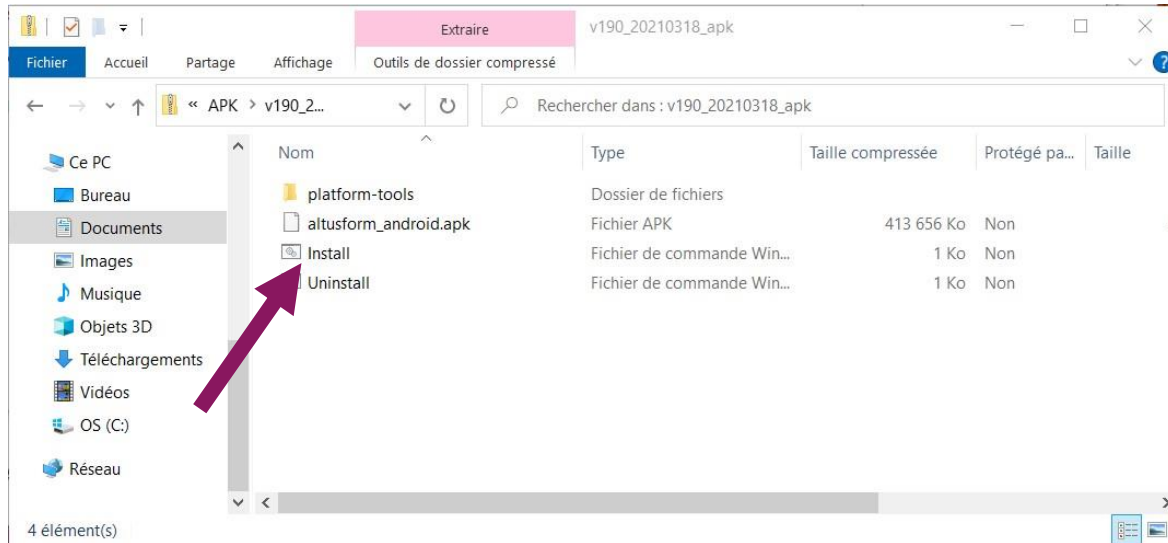 Extraire
v190_20210318_apk
Fichier Accueil Partage Affichage Outils de dossier compressé
« APK > v190_2... Rechercher dans : v190_20210318_apk
Nom Type Taille compressée Protégé pa... Taille
Ce PC
Bureau
Documents
Images
Musique
Objets 3D
Téléchargements
Vidéos
OS (C:)
Réseau
platform-tools Dossier de fichiers
altusform_android.apk Fichier APK 413 656 Ko Non
Install Fichier de commande Win... 1 Ko Non
Uninstall Fichier de commande Win... 1 Ko Non
4 élément(s)